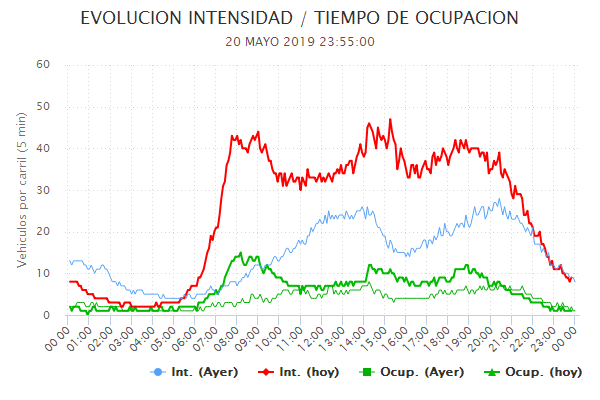 EVOLUCION INTENSIDAD / TIEMPO DE OCUPACION
20 MAYO 2019 23:55:00
Vehículos por carril (5 min)
60
50
40
30
20
10
0
00:00 01:00 02:00 03:00 04:00 05:00 06:00 07:00 08:00 09:00 10:00 11:00 12:00 13:00 14:00 15:00 16:00 17:00 18:00 19:00 20:00 21:00 22:00 23:00 00:00
Int. (Ayer) Int. (hoy) Ocup. (Ayer) Ocup. (hoy)